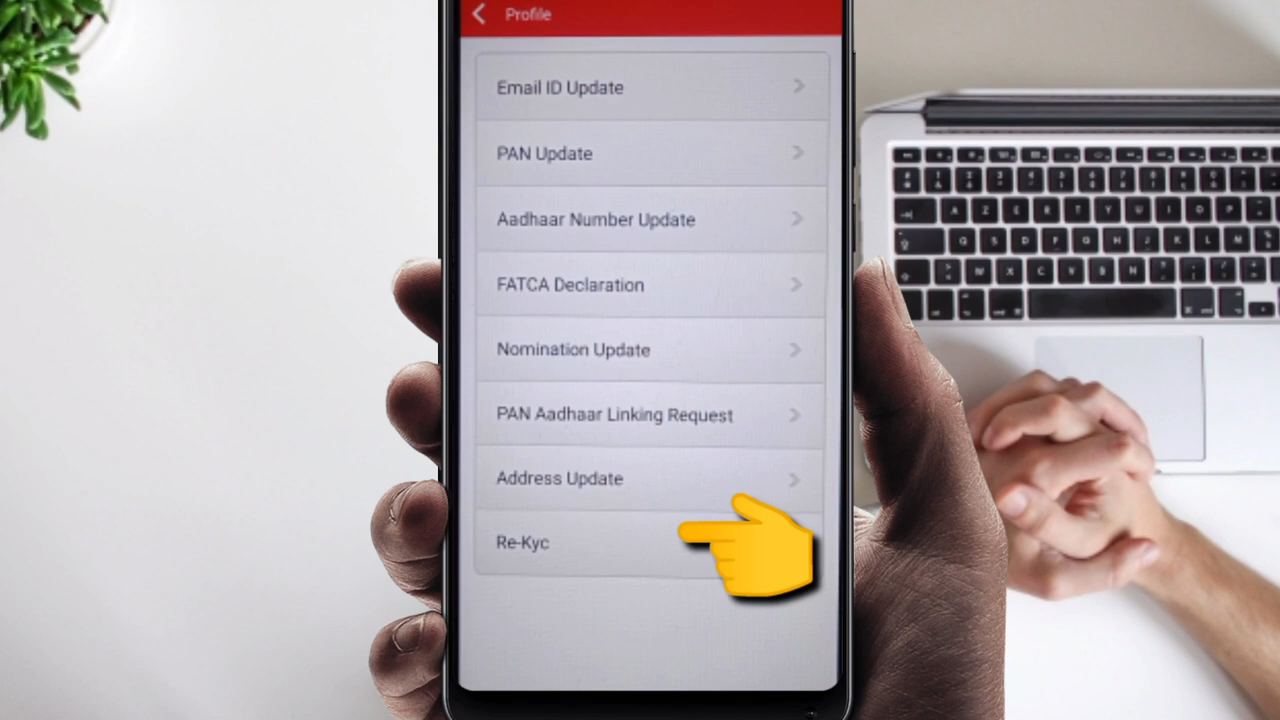 Profile
Email ID Update
PAN Update
Aadhaar Number Update
FATCA Declaration
Nomination Update
PAN Aadhaar Linking Request
Address Update
Re-Kyc